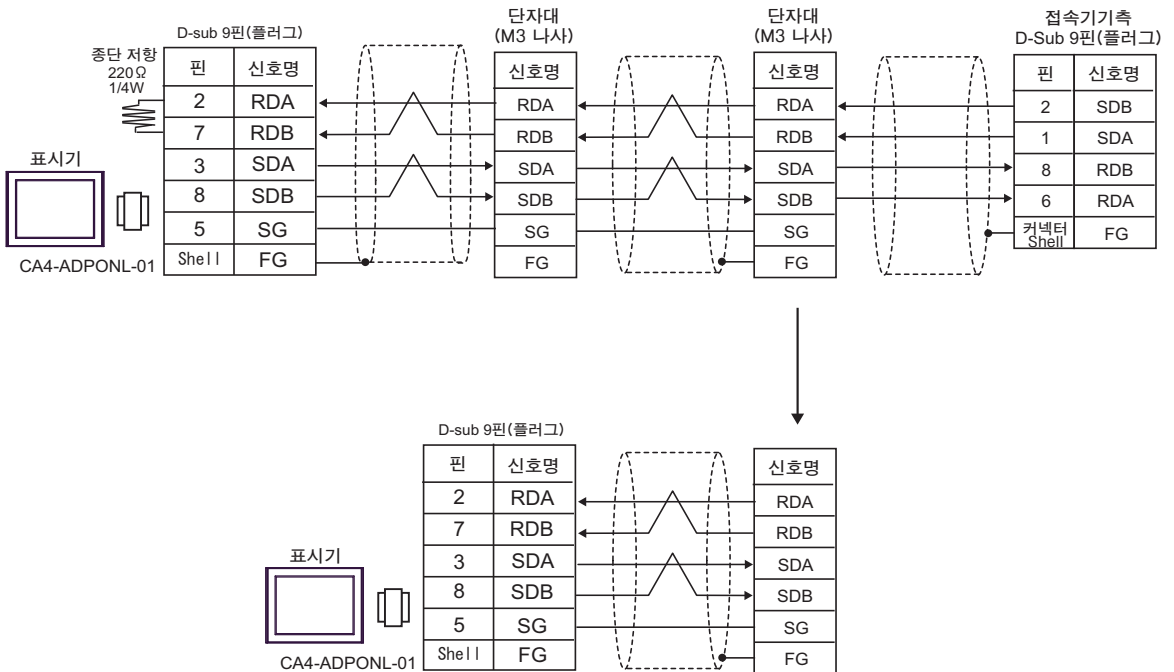 단자대
(M3 나사)
단자대
(M3 나사)
접속기기측
D-Sub 9핀(플러그)
D-sub 9핀(플러그)
종단 저항
220Ω
1/4W
핀 신호명
2 RDA
7 RDB
3 SDA
8 SDB
5 SG
Shell FG
표시기
CA4-ADPONL-01
신호명
RDA
RDB
SDA
SDB
SG
FG
신호명
RDA
RDB
SDA
SDB
SG
FG
핀 신호명
2 SDB
1 SDA
8 RDB
6 RDA
커넥터
Shell FG
D-sub 9핀(플러그)
핀 신호명
2 RDA
7 RDB
3 SDA
8 SDB
5 SG
Shell FG
표시기
CA4-ADPONL-01
신호명
RDA
RDB
SDA
SDB
SG
FG